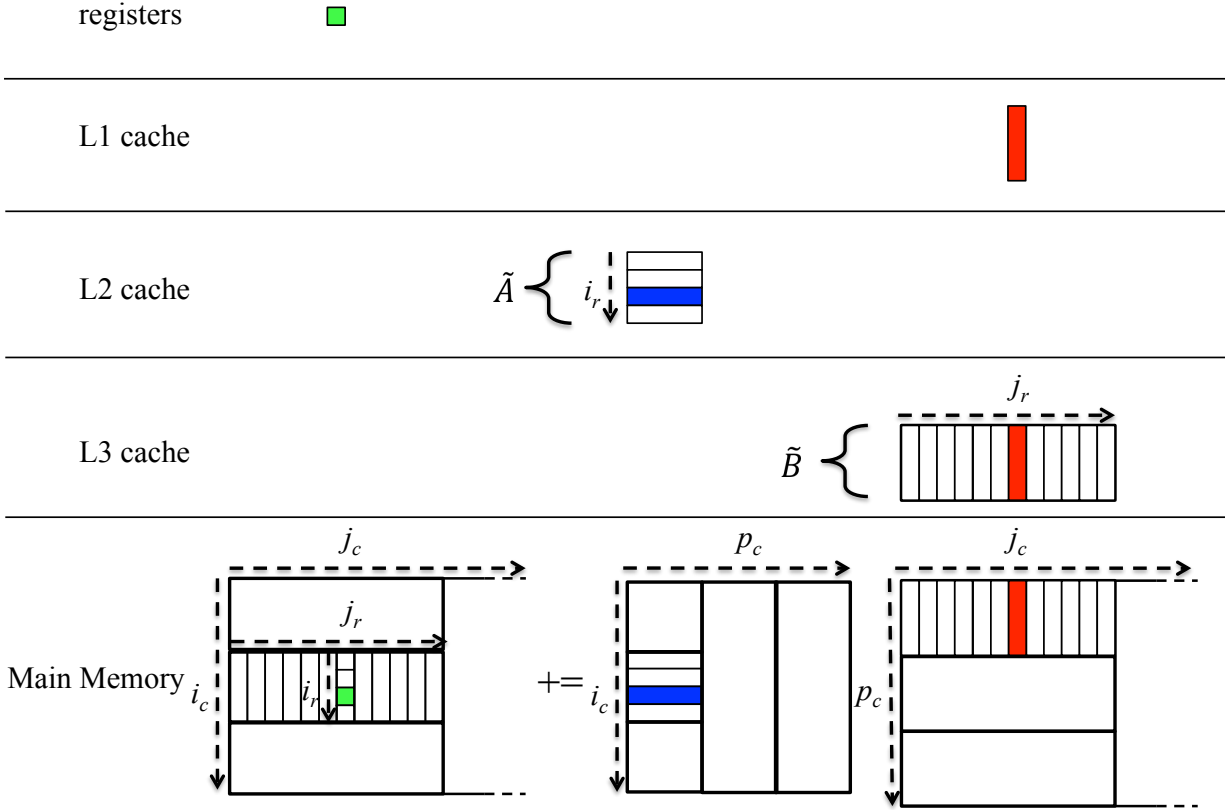 registers
L1 cache
L2 cache
Ã
i_r
L3 cache
j_r
B̃
j_c
p_c
j_c
j_r
Main Memory
i_c
i_r
+=
i_c
p_c